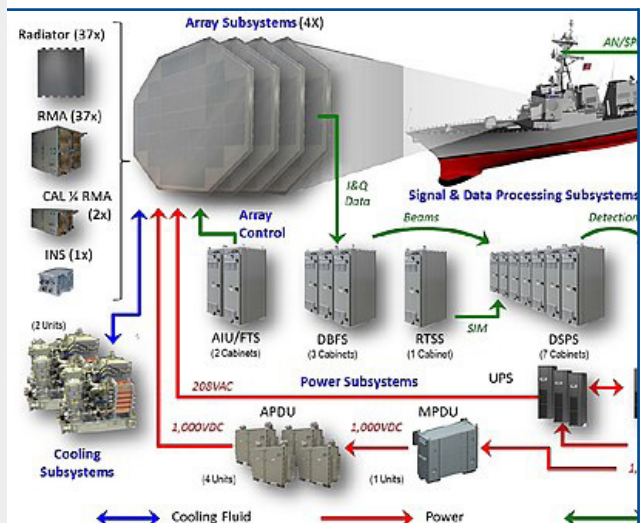 Array Subsystems (4X)
Radiator (37x)
RMA (37x)
CAL ¼ RMA
(2x)
INS (1x)
AN/SP
I&Q
Data
Signal & Data Processing Subsystems
Array
Control
Beams
Detection
AIU/FTS
(2 Cabinets)
DBFS
(3 Cabinets)
RTSS
(1 Cabinet)
SIM
DSPS
(7 Cabinets)
(2 Units)
Power Subsystems
UPS
208VAC
APDU
MPDU
1,000VDC
1,000VDC
(4 Units)
(1 Units)
1,
Cooling
Subsystems
Cooling Fluid
Power